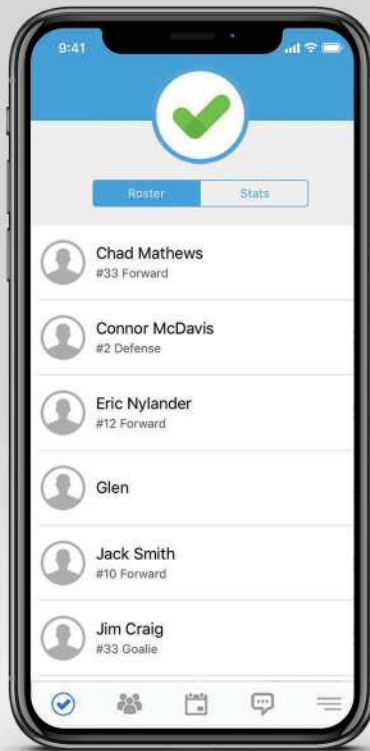 9:41
Roster
Stats
Chad Mathews
#33 Forward
Connor McDavis
#2 Defense
Eric Nylander
#12 Forward
Glen
Jack Smith
#10 Forward
Jim Craig
#33 Goalie